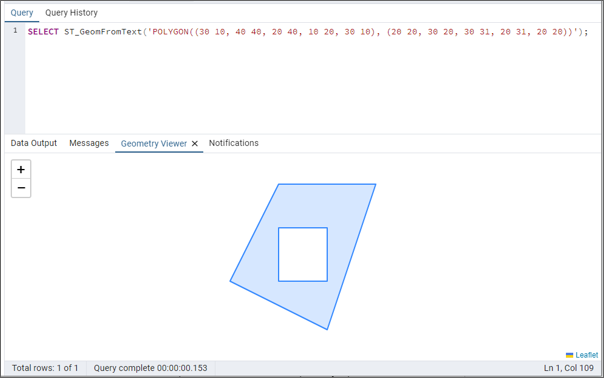 Query Query History
1 SELECT ST_GeomFromText('POLYGON((30 10, 40 40, 20 40, 10 20, 30 10), (20 20, 30 20, 30 31, 20 31, 20 20))');
Data Output Messages Geometry Viewer ✕ Notifications
+
−
Leaflet
Total rows: 1 of 1 Query complete 00:00:00.153 Ln 1, Col 109